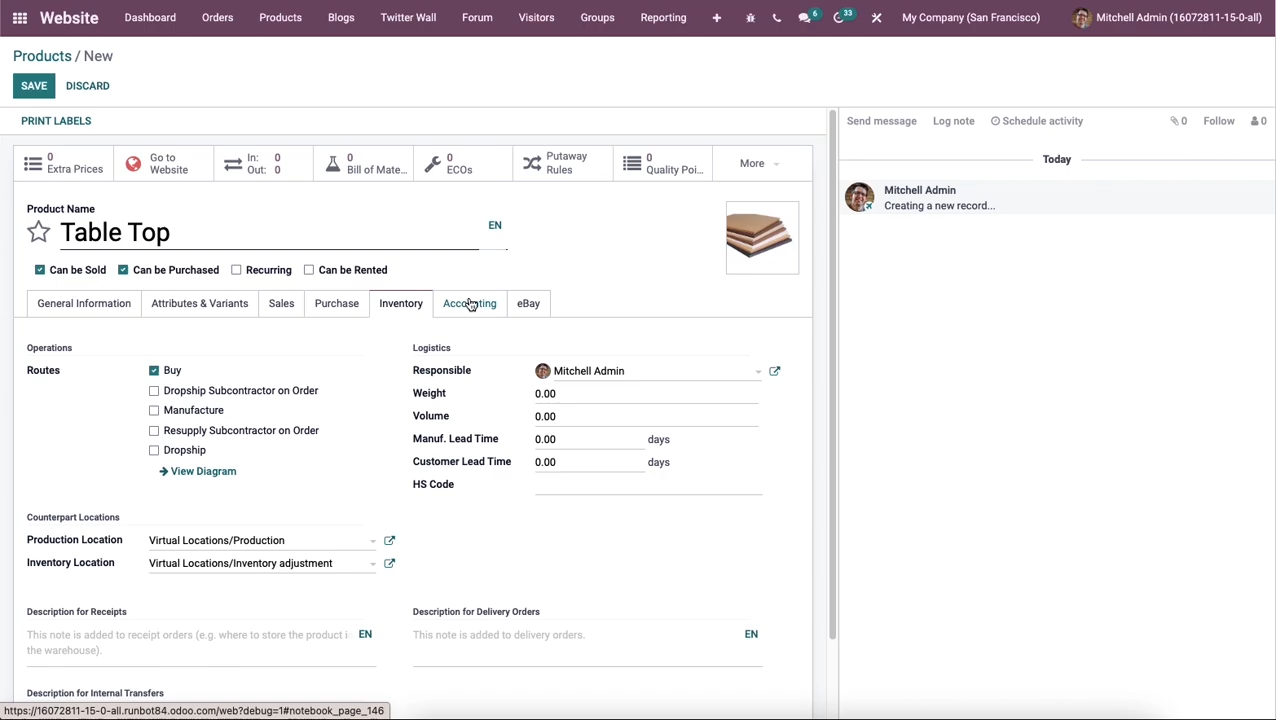 Website Dashboard Orders Products Blogs Twitter Wall Forum Visitors Groups Reporting 6 33 My Company (San Francisco) Mitchell Admin (16072811-15-0-all)
Products / New
SAVE DISCARD
PRINT LABELS
Send message Log note Schedule activity 0 Follow 0
0 Extra Prices
Go to Website
In: 0
Out: 0
0 Bill of Mate...
0 ECOs
Putaway Rules
0 Quality Poi...
More
Today
Mitchell Admin
Creating a new record...
Product Name
Table Top EN
Can be Sold Can be Purchased Recurring Can be Rented
General Information Attributes & Variants Sales Purchase Inventory Accounting eBay
Operations
Routes Buy
Dropship Subcontractor on Order
Manufacture
Resupply Subcontractor on Order
Dropship
View Diagram
Logistics
Responsible Mitchell Admin
Weight 0.00
Volume 0.00
Manuf. Lead Time 0.00 days
Customer Lead Time 0.00 days
HS Code
Counterpart Locations
Production Location Virtual Locations/Production
Inventory Location Virtual Locations/Inventory adjustment
Description for Receipts
This note is added to receipt orders (e.g. where to store the product i EN
the warehouse).
Description for Delivery Orders
This note is added to delivery orders. EN
Description for Internal Transfers
https://16072811-15-0-all.runbot84.odoo.com/web?debug=1#notebook_page_146